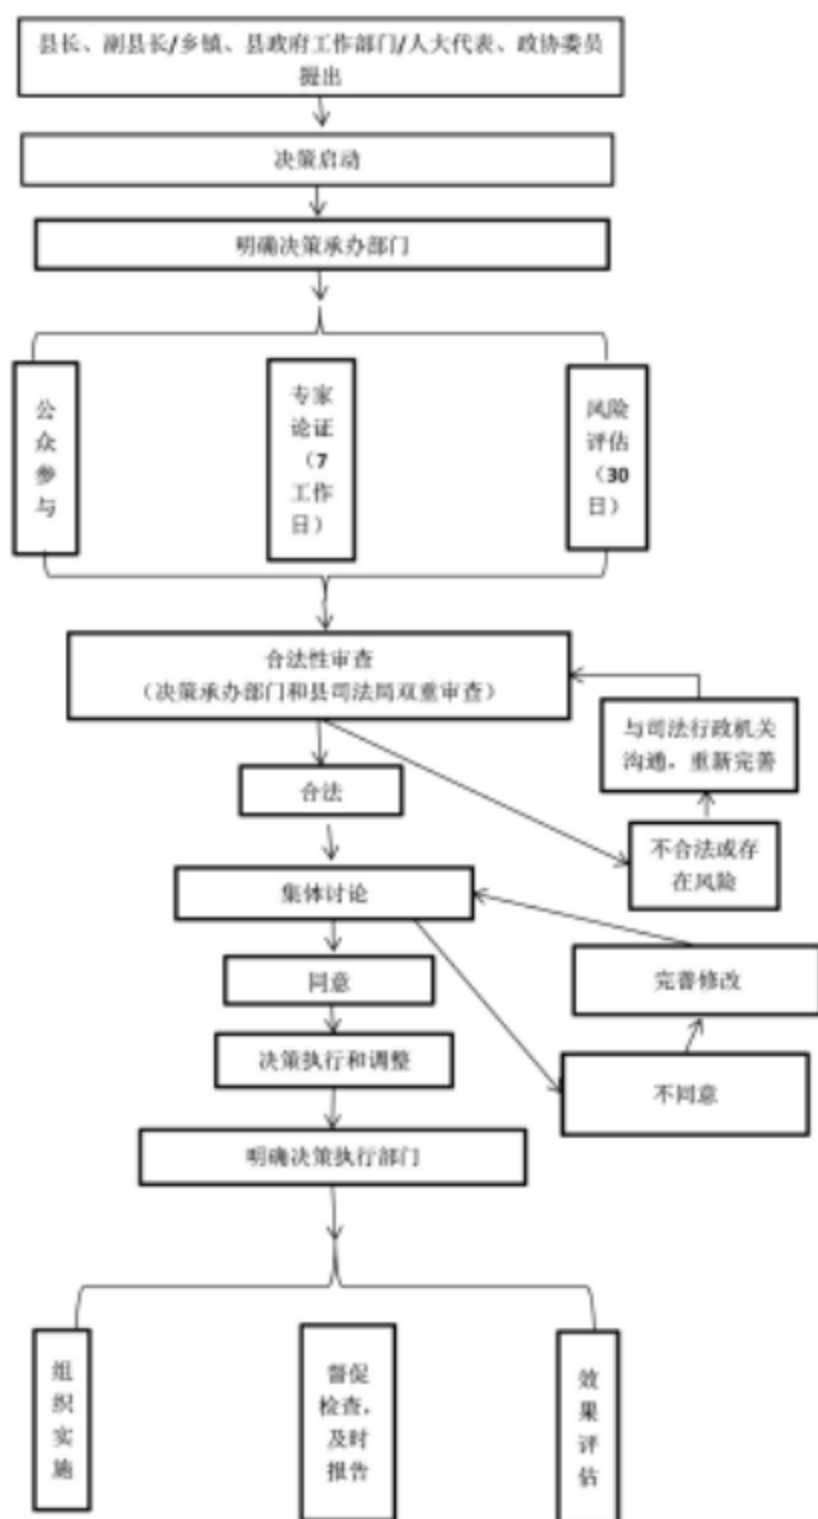 县长、副县长/乡镇、县政府工作部门/人大代表、政协委员
提出
决策启动
明确决策承办部门
公
众
参
与
专家
论证
（7
工作
日）
风险
评估
（30
日）
合法性审查
（决策承办部门和县司法局双重审查）
与司法行政机关
沟通，重新完善
合法
不合法或存
在风险
集体讨论
完善修改
同意
决策执行和调整
不同意
明确决策执行部门
组
织
实
施
督促
检查，
及时
报告
效
果
评
估